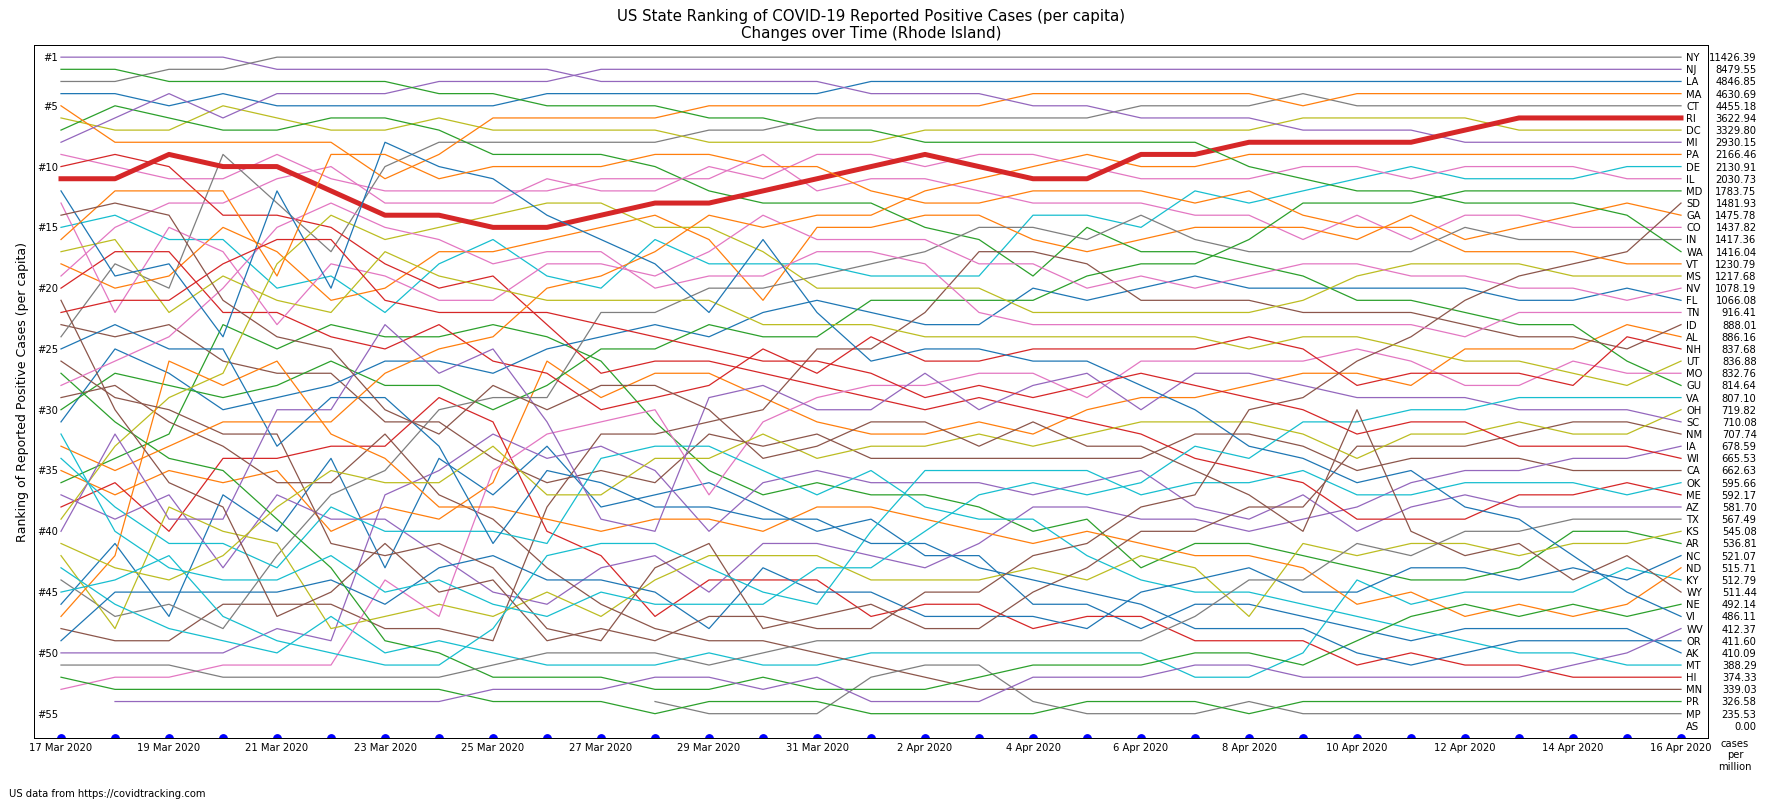 US State Ranking of COVID-19 Reported Positive Cases (per capita)
Changes over Time (Rhode Island)
Ranking of Reported Positive Cases (per capita)
#1
#5
#10
#15
#20
#25
#30
#35
#40
#45
#50
#55
NY 11426.39
NJ 8479.55
LA 4846.85
MA 4630.69
CT 4455.18
RI 3622.94
DC 3329.80
MI 2930.15
PA 2166.46
DE 2130.91
IL 2030.73
MD 1783.75
SD 1481.93
GA 1475.78
CO 1437.82
IN 1417.36
WA 1416.04
VT 1230.79
MS 1217.68
NV 1078.19
FL 1066.08
TN 916.41
ID 888.01
AL 886.16
NH 837.68
UT 836.88
MO 832.76
GU 814.64
VA 807.10
OH 719.82
SC 710.08
NM 707.74
IA 678.59
WI 665.53
CA 662.63
OK 595.66
ME 592.17
AZ 581.70
TX 567.49
KS 545.08
AR 536.81
NC 521.07
ND 515.71
KY 512.79
WY 511.44
NE 492.14
VI 486.11
WV 412.37
OR 411.60
AK 410.09
MT 388.29
HI 374.33
MN 339.03
PR 326.58
MP 235.53
AS 0.00
17 Mar 2020 19 Mar 2020 21 Mar 2020 23 Mar 2020 25 Mar 2020 27 Mar 2020 29 Mar 2020 31 Mar 2020 2 Apr 2020 4 Apr 2020 6 Apr 2020 8 Apr 2020 10 Apr 2020 12 Apr 2020 14 Apr 2020 16 Apr 2020
cases
per
million
US data from https://covidtracking.com